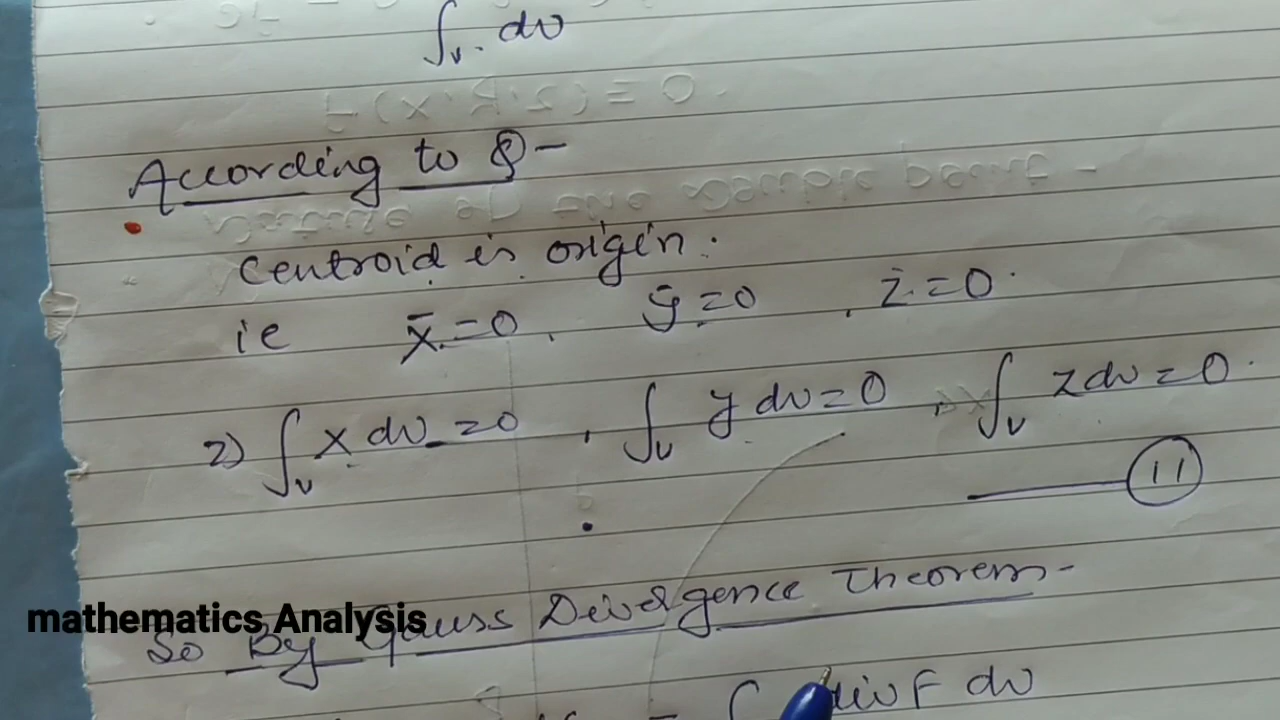 ∫v. dv
According to Q-
centroid is origin.
ie x̄=0, ȳ=0, z̄=0.
2) ∫v x dv=0, ∫v y dv=0, ∫v z dv=0.
11
So By Gauss Divergence Theorem-
mathematics Analysis
div F dv